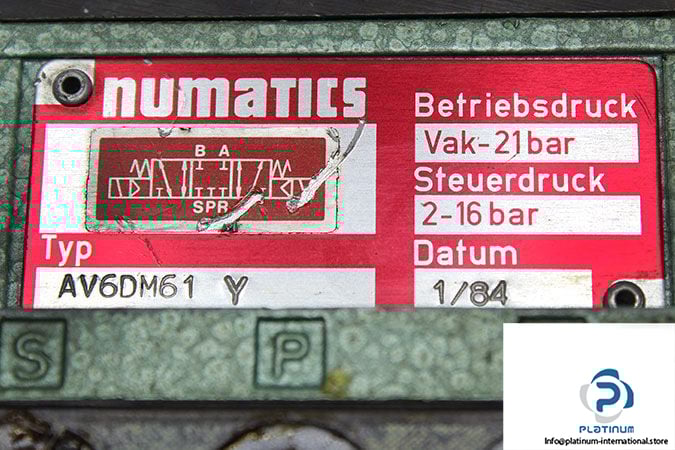 numatics
B A
SPR
Typ
AV6DM61 Y
Betriebsdruck
Vak-21bar
Steuerdruck
2-16 bar
Datum
1/84
S
P
PLATINUM
Info@platinum-international.store